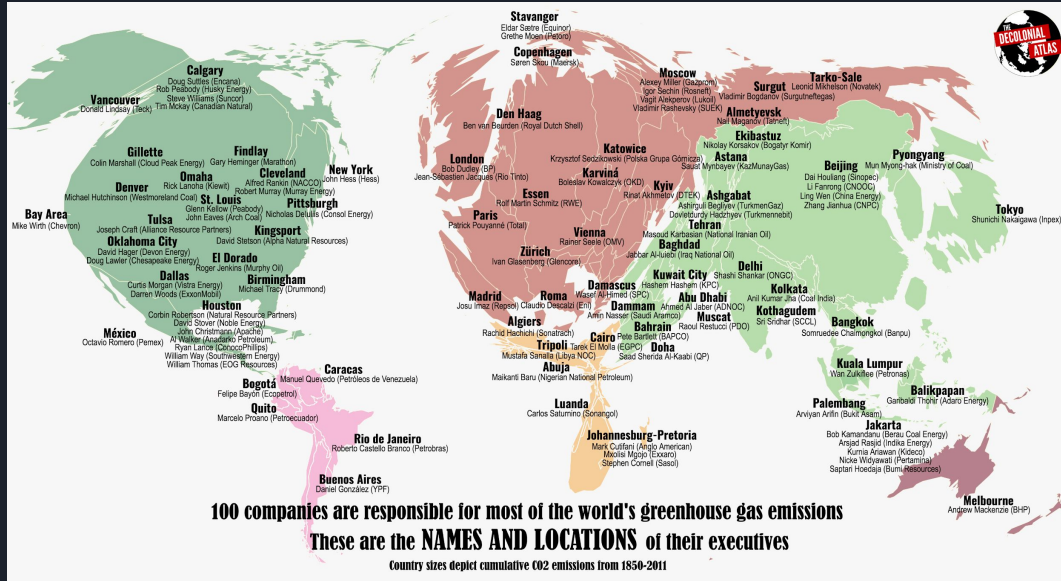 THE
DECOLONIAL
ATLAS
Stavanger
Eldar Sætre (Equinor)
Grethe Moen (Petoro)
Copenhagen
Søren Skou (Maersk)
Calgary
Doug Suttles (Encana)
Rob Peabody (Husky Energy)
Steve Williams (Suncor)
Tim Mckay (Canadian Natural)
Vancouver
Donald Lindsay (Teck)
Gillette
Colin Marshall (Cloud Peak Energy)
Findlay
Gary Heminger (Marathon)
Cleveland
Alfred Rankin (NACCO)
Robert Murray (Murray Energy)
New York
John Hess (Hess)
Omaha
Rick Lanoha (Kiewit)
Denver
Michael Hutchinson (Westmoreland Coal)
St. Louis
Glenn Kellow (Peabody)
John Eaves (Arch Coal)
Pittsburgh
Nicholas DeIuliis (Consol Energy)
Bay Area
Mike Wirth (Chevron)
Tulsa
Joseph Craft (Alliance Resource Partners)
Kingsport
David Stetson (Alpha Natural Resources)
Oklahoma City
David Hager (Devon Energy)
Doug Lawler (Chesapeake Energy)
El Dorado
Roger Jenkins (Murphy Oil)
Dallas
Curtis Morgan (Vistra Energy)
Darren Woods (ExxonMobil)
Birmingham
Michael Tracy (Drummond)
Houston
Corbin Robertson (Natural Resource Partners)
David Stover (Noble Energy)
John Christmann (Apache)
Al Walker (Anadarko Petroleum)
Ryan Lance (ConocoPhillips)
William Way (Southwestern Energy)
William Thomas (EOG Resources)
México
Octavio Romero (Pemex)
Caracas
Manuel Quevedo (Petróleos de Venezuela)
Bogotá
Felipe Bayón (Ecopetrol)
Quito
Marcelo Proano (Petroecuador)
Rio de Janeiro
Roberto Castello Branco (Petrobras)
Buenos Aires
Daniel González (YPF)
Den Haag
Ben van Beurden (Royal Dutch Shell)
London
Bob Dudley (BP)
Jean-Sébastien Jacques (Rio Tinto)
Katowice
Krzysztof Sędzikowski (Polska Grupa Górnicza)
Karviná
Boleslav Kowalczyk (OKD)
Essen
Rolf Martin Schmitz (RWE)
Kyiv
Rinat Akhmetov (DTEK)
Paris
Patrick Pouyanné (Total)
Vienna
Rainer Seele (OMV)
Zürich
Ivan Glasenberg (Glencore)
Madrid
Josu Imaz (Repsol)
Roma
Claudio Descalzi (Eni)
Moscow
Alexey Miller (Gazprom)
Igor Sechin (Rosneft)
Vagit Alekperov (Lukoil)
Vladimir Rashevsky (SUEK)
Surgut
Vladimir Bogdanov (Surgutneftegas)
Tarko-Sale
Leonid Mikhelson (Novatek)
Almetyevsk
Nail Maganov (Tatneft)
Ekibastuz
Nikolay Korsakov (Bogatyr Komir)
Astana
Sauat Mynbayev (KazMunayGas)
Ashgabat
Ashirguli Begliyev (TurkmenGaz)
Dovletdurdy Hadzhyev (Turkmennebit)
Tehran
Masoud Karbasian (National Iranian Oil)
Baghdad
Jabbar Al-luebi (Iraq National Oil)
Beijing
Dai Houliang (Sinopec)
Li Fanrong (CNOOC)
Ling Wen (China Energy)
Zhang Jianhua (CNPC)
Pyongyang
Mun Myong-hak (Ministry of Coal)
Tokyo
Shunichi Nakaigawa (Inpex)
Kuwait City
Hashem Hashem (KPC)
Delhi
Shashi Shankar (ONGC)
Damascus
Wasef Al-Himed (SPC)
Abu Dhabi
Ahmed Al Jaber (ADNOC)
Kolkata
Anil Kumar Jha (Coal India)
Dammam
Amin Nasser (Saudi Aramco)
Muscat
Raoul Restucci (PDO)
Kothagudem
Sri Sridhar (SCCL)
Algiers
Rachid Hachichi (Sonatrach)
Cairo
Tarek El Molla (EGPC)
Bahrain
Pete Bartlett (BAPCO)
Doha
Saad Sherida Al-Kaabi (QP)
Tripoli
Mustafa Sanalla (Libya NOC)
Abuja
Maikanti Baru (Nigerian National Petroleum)
Bangkok
Somruedee Chaimongkol (Banpu)
Kuala Lumpur
Wan Zulkiflee (Petronas)
Balikpapan
Garibaldi Thohir (Adaro Energy)
Palembang
Arviyan Arifin (Bukit Asam)
Jakarta
Bob Kamandanu (Berau Coal Energy)
Arsjad Rasjid (Indika Energy)
Kurnia Ariawan (Kideco)
Nicke Widyawati (Pertamina)
Saptari Hoedaja (Bumi Resources)
Luanda
Carlos Saturnino (Sonangol)
Johannesburg-Pretoria
Mark Cutifani (Anglo American)
Mxolisi Mgojo (Exxaro)
Stephen Cornell (Sasol)
Melbourne
Andrew Mackenzie (BHP)
100 companies are responsible for most of the world's greenhouse gas emissions
These are the NAMES AND LOCATIONS of their executives
Country sizes depict cumulative CO2 emissions from 1850-2011